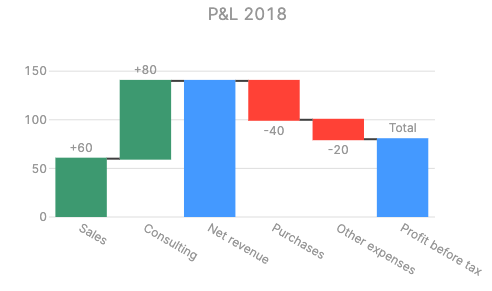 P&L 2018
150
100
50
0
+60
+80
-40
-20
Total
Sales
Consulting
Net revenue
Purchases
Other expenses
Profit before tax